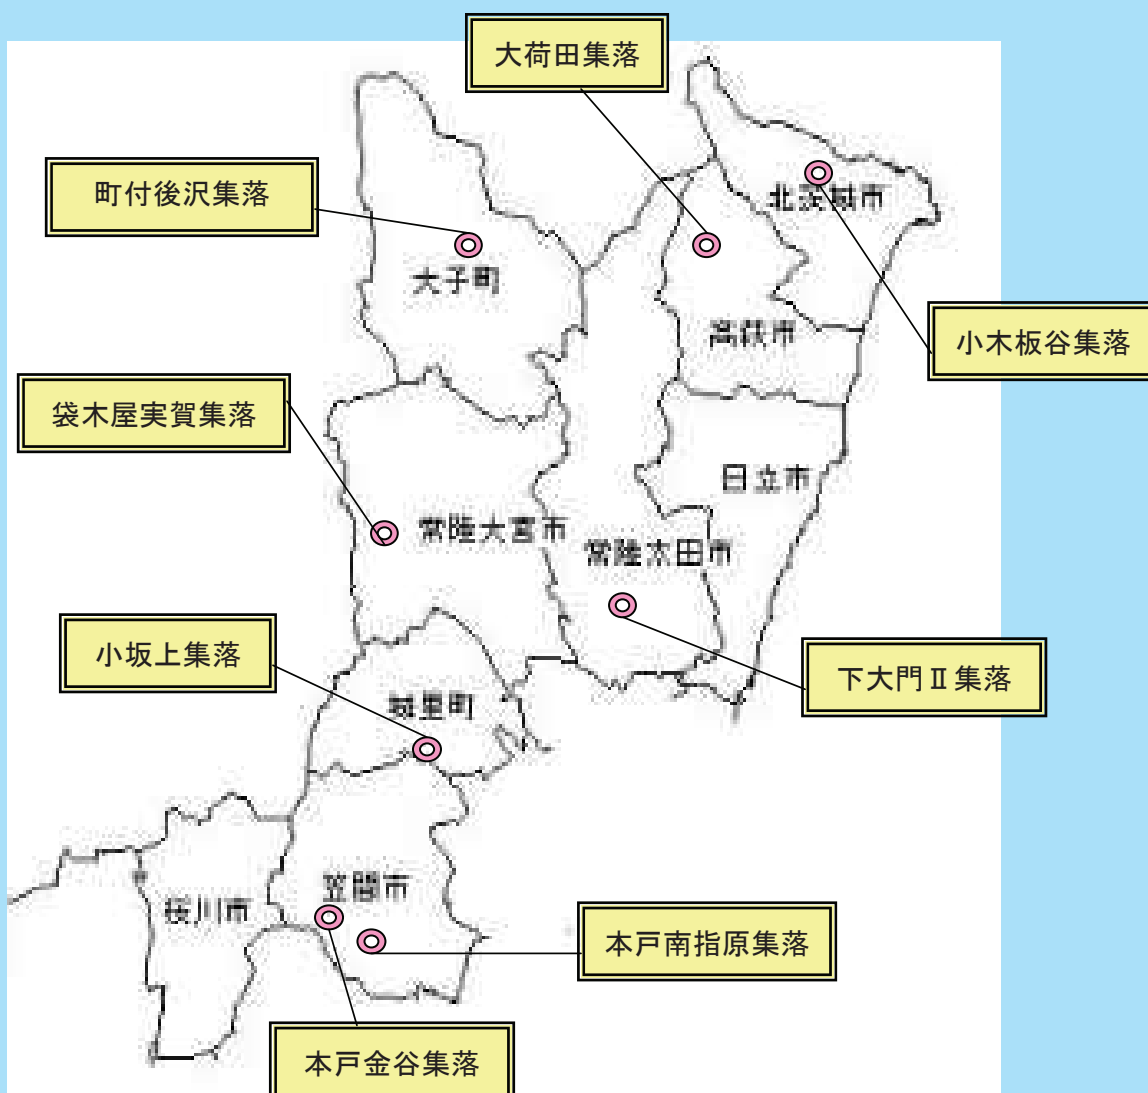 大荷田集落
町付後沢集落
北茨城市
大子町
小木板谷集落
高萩市
袋木屋実賀集落
日立市
常陸大宮市
常陸太田市
小坂上集落
下大門Ⅱ集落
城里町
笠間市
桜川市
本戸南指原集落
本戸金谷集落